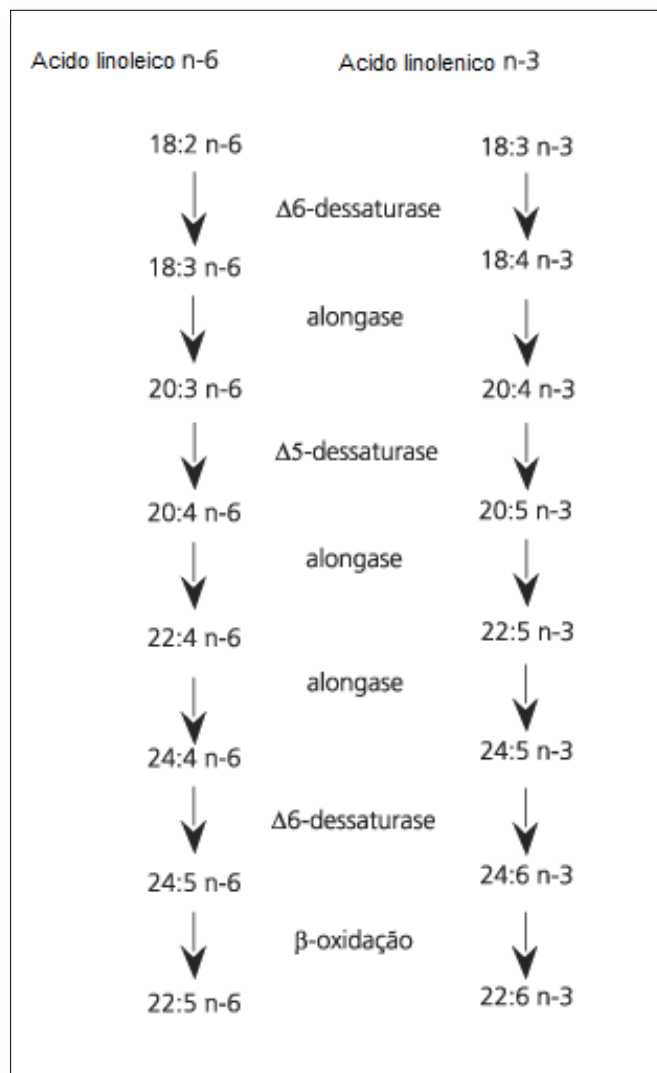 Acido linoleico n-6 Acido linolenico n-3
18:2 n-6 18:3 n-3
Δ6-dessaturase
18:3 n-6 18:4 n-3
alongase
20:3 n-6 20:4 n-3
Δ5-dessaturase
20:4 n-6 20:5 n-3
alongase
22:4 n-6 22:5 n-3
alongase
24:4 n-6 24:5 n-3
Δ6-dessaturase
24:5 n-6 24:6 n-3
β-oxidação
22:5 n-6 22:6 n-3